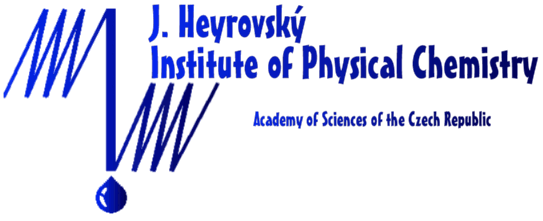 J. Heyrovský
Institute of Physical Chemistry
Academy of Sciences of the Czech Republic